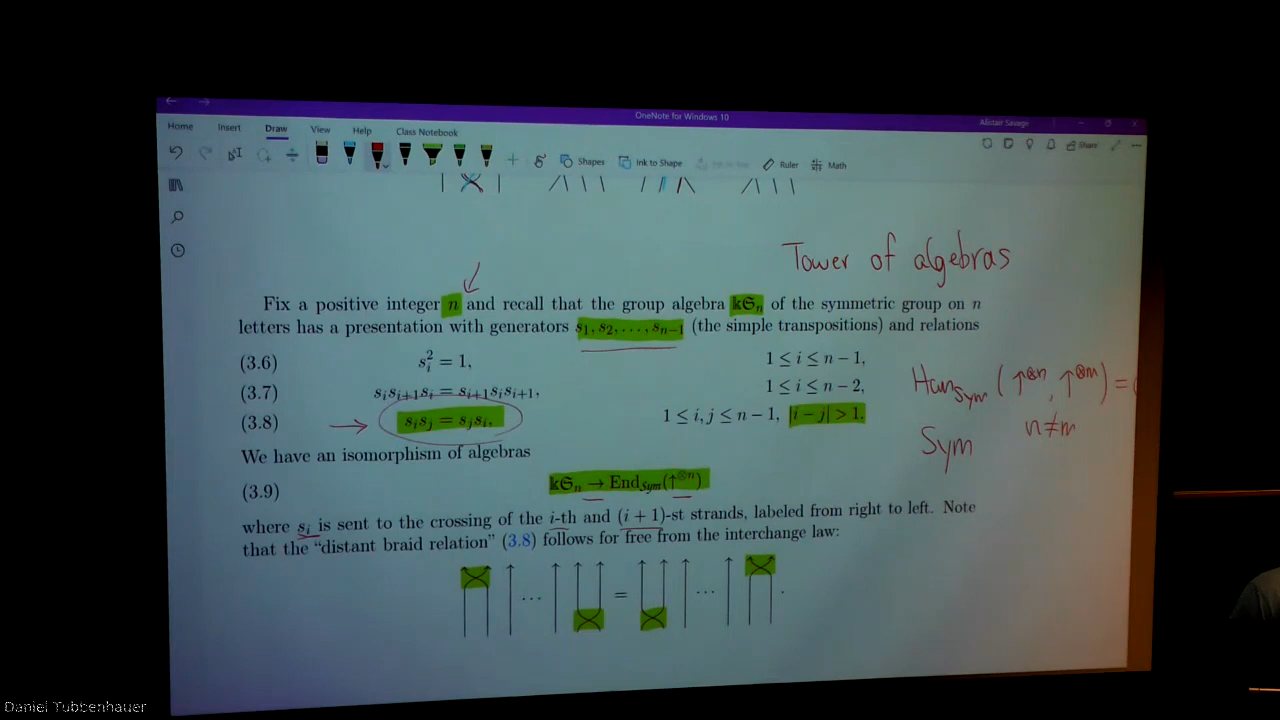 OneNote for Windows 10
Alistair Savage
Home Insert Draw View Help Class Notebook
Shapes Ink to Shape Ruler Math
Share
Tower of algebras
Fix a positive integer n and recall that the group algebra 𝕜𝔖ₙ of the symmetric group on n
letters has a presentation with generators s₁, s₂, . . . , sₙ₋₁ (the simple transpositions) and relations
(3.6) sᵢ² = 1, 1 ≤ i ≤ n − 1,
(3.7) sᵢsᵢ₊₁sᵢ = sᵢ₊₁sᵢsᵢ₊₁, 1 ≤ i ≤ n − 2,
(3.8) sᵢsⱼ = sⱼsᵢ, 1 ≤ i, j ≤ n − 1, |i − j| > 1.
Hom_Sym (↑^⊗n, ↑^⊗m) =
n ≠ m
Sym
We have an isomorphism of algebras
(3.9) 𝕜𝔖ₙ → End_Sym(↑^⊗n)
where sᵢ is sent to the crossing of the i-th and (i + 1)-st strands, labeled from right to left. Note
that the “distant braid relation” (3.8) follows for free from the interchange law:
··· = ··· .
Daniel Tubbenhauer